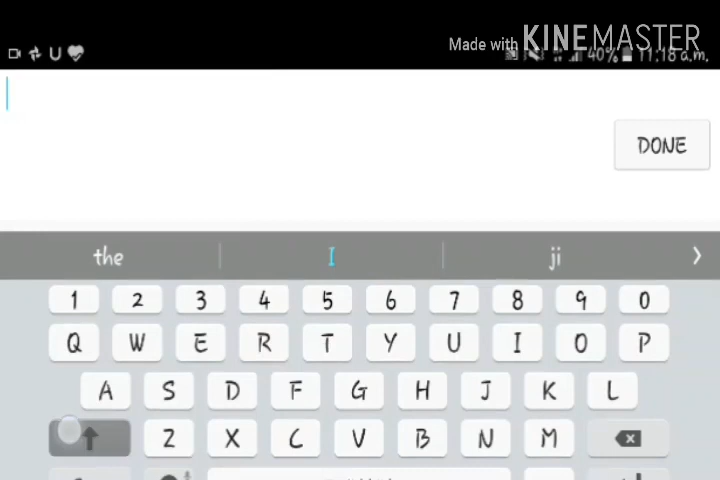 Made with KINEMASTER
40% 11:18 a.m.
DONE
the I ji
1 2 3 4 5 6 7 8 9 0
Q W E R T Y U I O P
A S D F G H J K L
Z X C V B N M